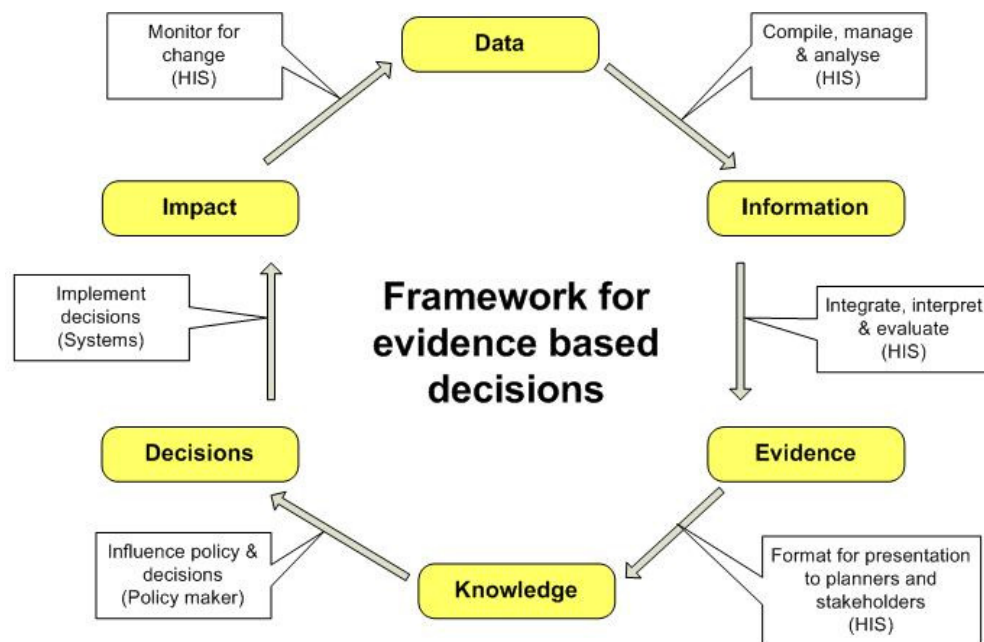 Monitor for
change
(HIS)
Data
Compile, manage
& analyse
(HIS)
Impact
Information
Implement
decisions
(Systems)
Framework for
evidence based
decisions
Integrate, interpret
& evaluate
(HIS)
Decisions
Evidence
Influence policy &
decisions
(Policy maker)
Knowledge
Format for presentation
to planners and
stakeholders
(HIS)